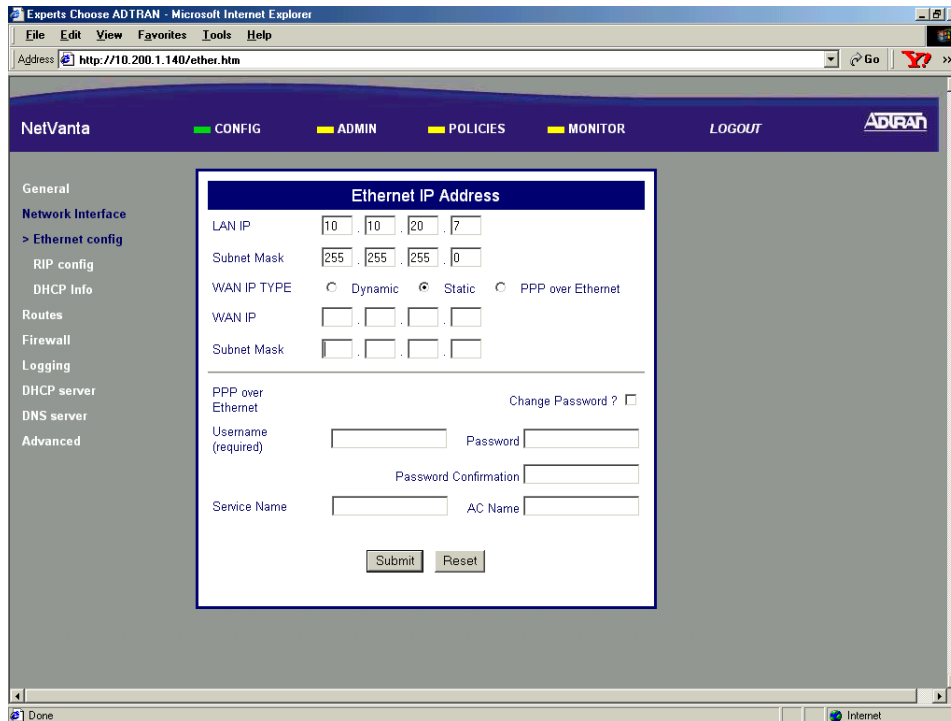 Experts Choose ADTRAN - Microsoft Internet Explorer
File Edit View Favorites Tools Help
Address http://10.200.1.140/ether.htm Go Y? »
NetVanta CONFIG ADMIN POLICIES MONITOR LOGOUT ADTRAN
General
Network Interface
> Ethernet config
RIP config
DHCP Info
Routes
Firewall
Logging
DHCP server
DNS server
Advanced
Ethernet IP Address
LAN IP 10 . 10 . 20 . 7
Subnet Mask 255 . 255 . 255 . 0
WAN IP TYPE Dynamic Static PPP over Ethernet
WAN IP . . .
Subnet Mask . . .
PPP over
Ethernet
Change Password ?
Username
(required)
Password
Password Confirmation
Service Name AC Name
Submit Reset
Done Internet